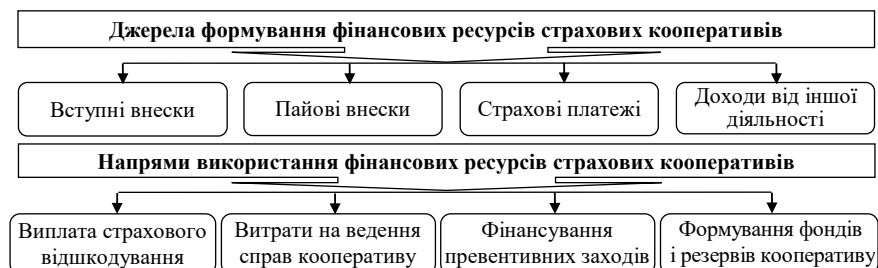 Джерела формування фінансових ресурсів страхових кооперативів
Вступні внески
Пайові внески
Страхові платежі
Доходи від іншої
діяльності
Напрями використання фінансових ресурсів страхових кооперативів
Виплата страхового
відшкодування
Витрати на ведення
справ кооперативу
Фінансування
превентивних заходів
Формування фондів
і резервів кооперативу